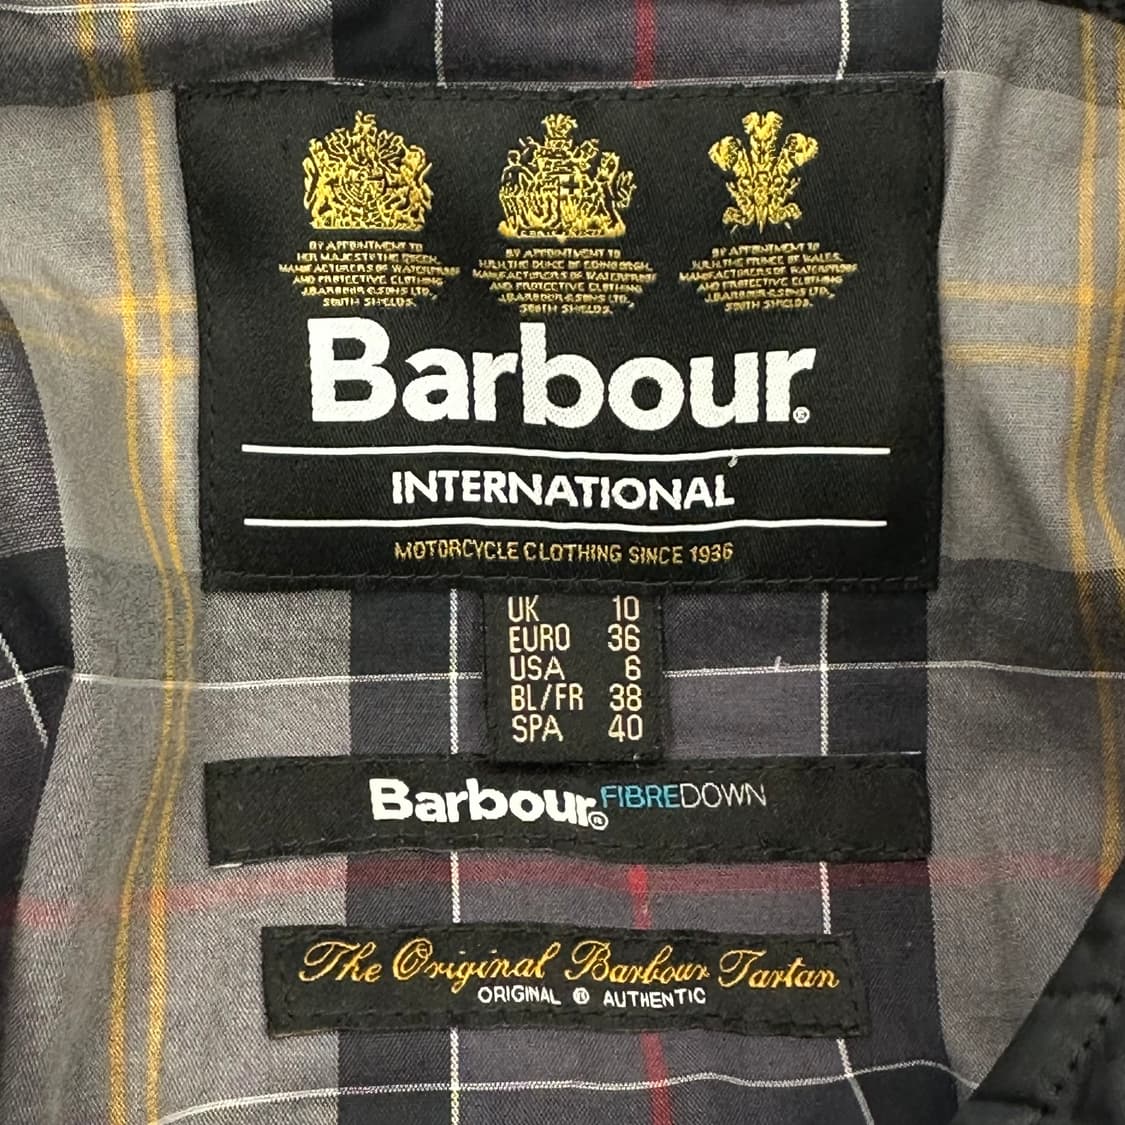 BY APPOINTMENT TO
HER MAJESTY THE QUEEN
MANUFACTURERS OF WATERPROOF
AND PROTECTIVE CLOTHING
J.BARBOUR & SONS LTD.,
SOUTH SHIELDS.
BY APPOINTMENT TO
H.R.H. THE DUKE OF EDINBURGH
MANUFACTURERS OF WATERPROOF
AND PROTECTIVE CLOTHING
J.BARBOUR & SONS LTD.
SOUTH SHIELDS.
BY APPOINTMENT TO
H.R.H. THE PRINCE OF WALES
MANUFACTURERS OF WATERPROOF
AND PROTECTIVE CLOTHING
J.BARBOUR & SONS LTD.
SOUTH SHIELDS.
Barbour®
INTERNATIONAL
MOTORCYCLE CLOTHING SINCE 1936
UK 10
EURO 36
USA 6
BL/FR 38
SPA 40
Barbour® FIBREDOWN
The Original Barbour Tartan
ORIGINAL ® AUTHENTIC